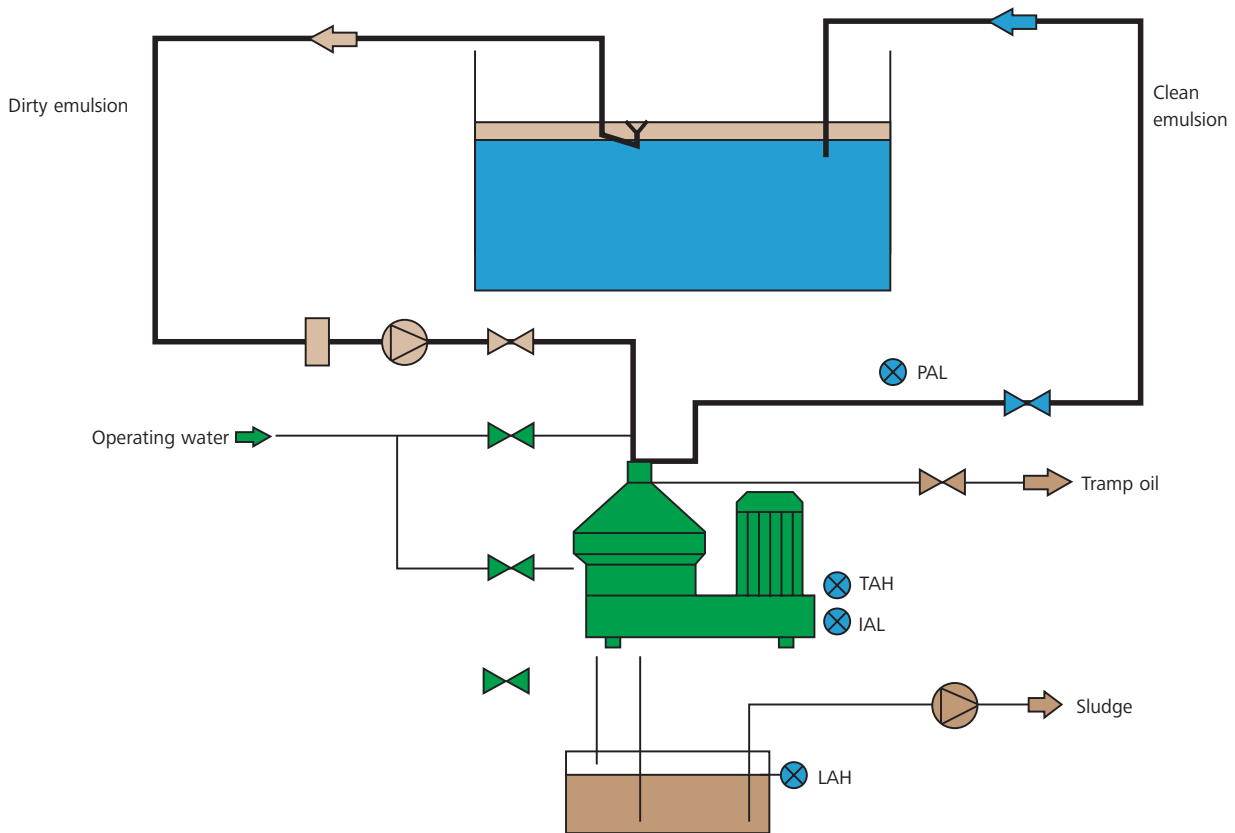 Dirty emulsion
Clean
emulsion
PAL
Operating water
Tramp oil
TAH
IAL
Sludge
LAH